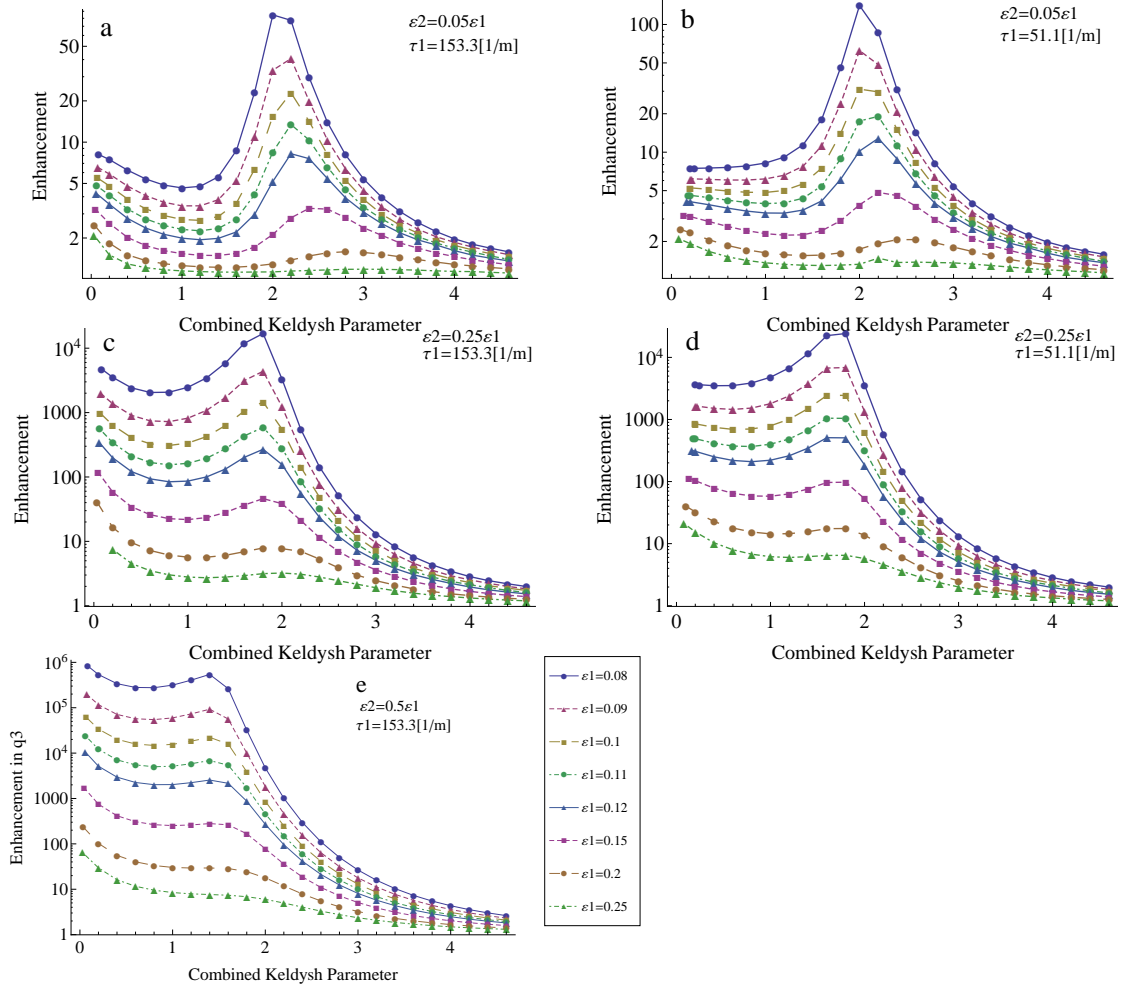 a
ε2=0.05ε1
τ1=153.3[1/m]
50
20
10
5
2
0
1
2
3
4
Enhancement
Combined Keldysh Parameter
b
ε2=0.05ε1
τ1=51.1[1/m]
100
50
20
10
5
2
0
1
2
3
4
Enhancement
Combined Keldysh Parameter
c
ε2=0.25ε1
τ1=153.3[1/m]
10^4
1000
100
10
1
0
1
2
3
4
Enhancement
Combined Keldysh Parameter
d
ε2=0.25ε1
τ1=51.1[1/m]
10^4
1000
100
10
1
0
1
2
3
4
Enhancement
Combined Keldysh Parameter
e
ε2=0.5ε1
τ1=153.3[1/m]
10^6
10^5
10^4
1000
100
10
1
0
1
2
3
4
Enhancement in q3
Combined Keldysh Parameter
ε1=0.08
ε1=0.09
ε1=0.1
ε1=0.11
ε1=0.12
ε1=0.15
ε1=0.2
ε1=0.25